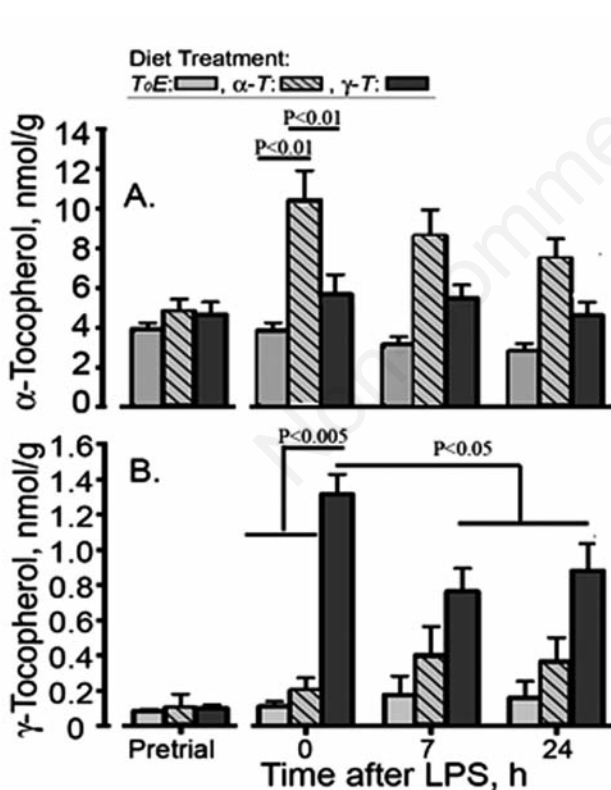 Diet Treatment:
ToE: , α-T: , γ-T:
P<0.01
P<0.01
A.
α-Tocopherol, nmol/g
14
12
10
8
6
4
2
0
P<0.005
P<0.05
B.
γ-Tocopherol, nmol/g
1.6
1.4
1.2
1.0
0.8
0.6
0.4
0.2
0
Pretrial 0 7 24
Time after LPS, h